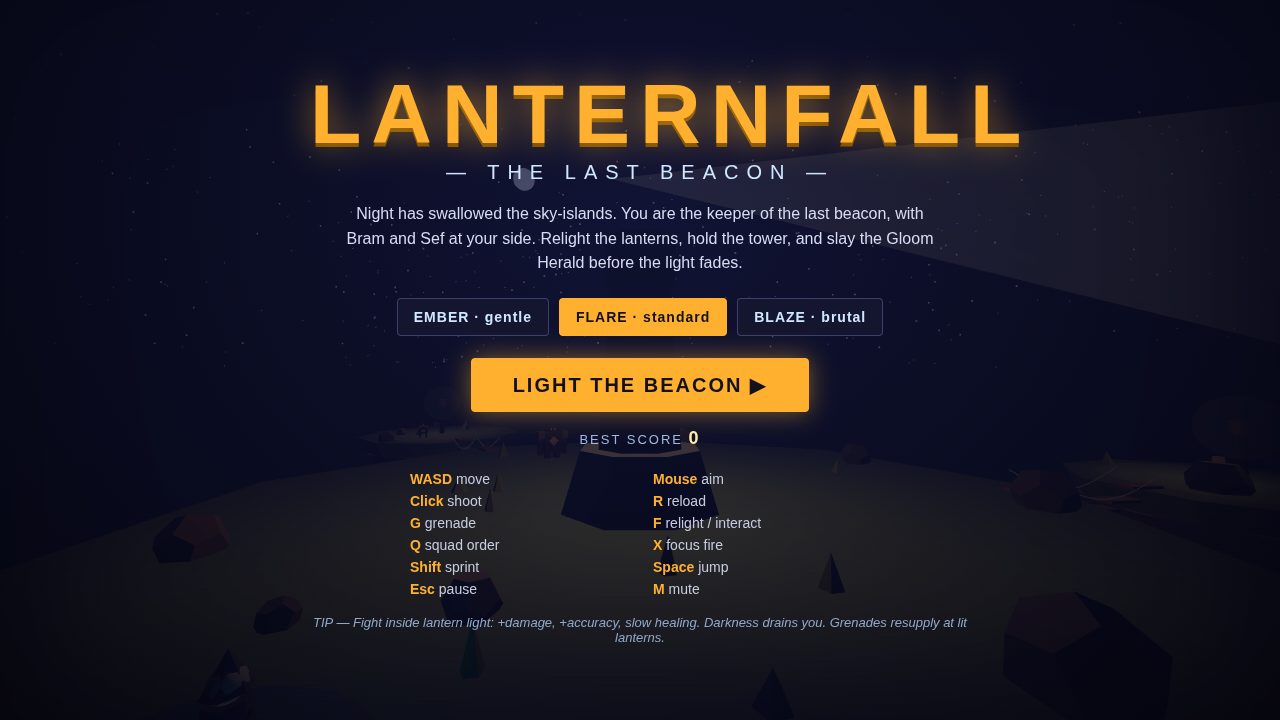 LANTERNFALL
— THE LAST BEACON —
Night has swallowed the sky-islands. You are the keeper of the last beacon, with
Bram and Sef at your side. Relight the lanterns, hold the tower, and slay the Gloom
Herald before the light fades.
EMBER · gentle
FLARE · standard
BLAZE · brutal
LIGHT THE BEACON ▶
BEST SCORE 0
WASD move
Mouse aim
Click shoot
R reload
G grenade
F relight / interact
Q squad order
X focus fire
Shift sprint
Space jump
Esc pause
M mute
TIP — Fight inside lantern light: +damage, +accuracy, slow healing. Darkness drains you. Grenades resupply at lit
lanterns.